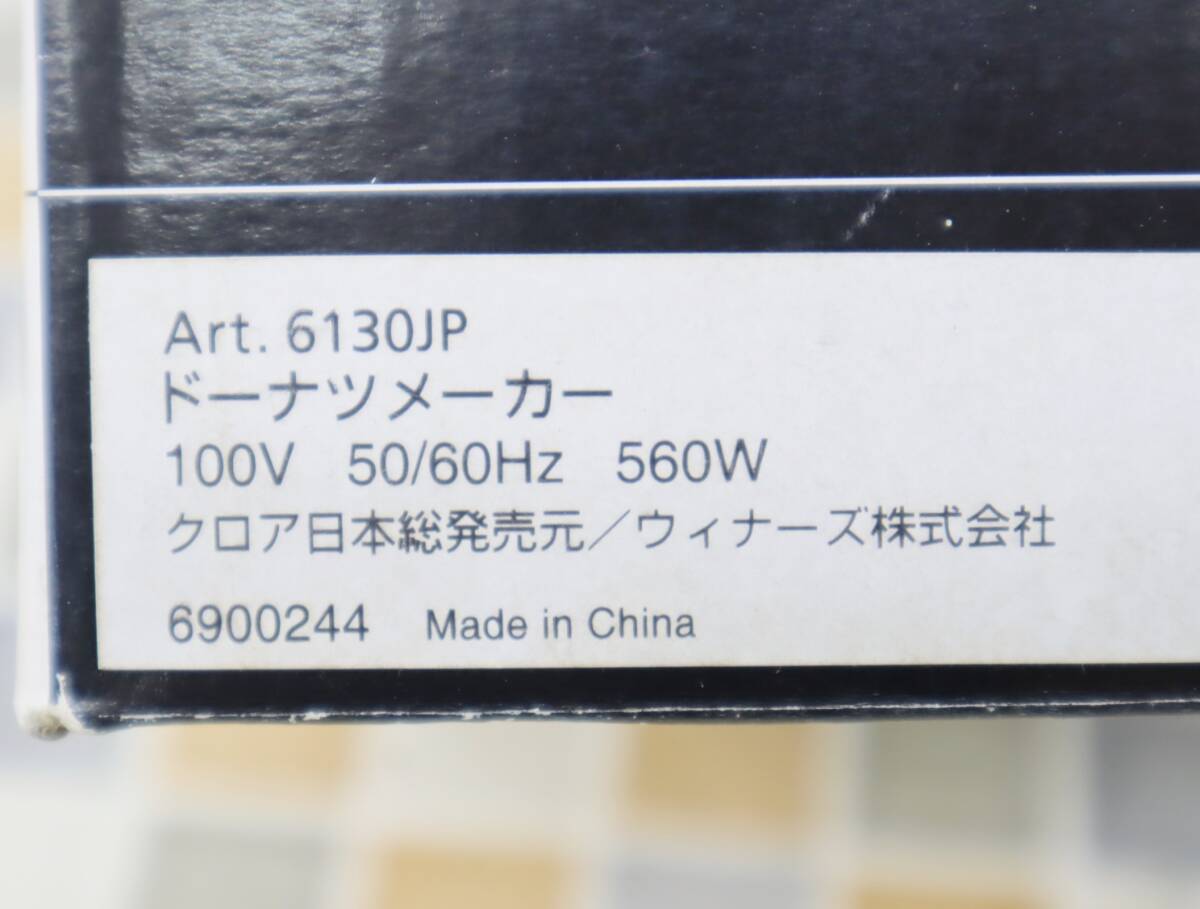 Art. 6130JP
ドーナツメーカー
100V 50/60Hz 560W
クロア日本総発売元／ウィナーズ株式会社
6900244 Made in China